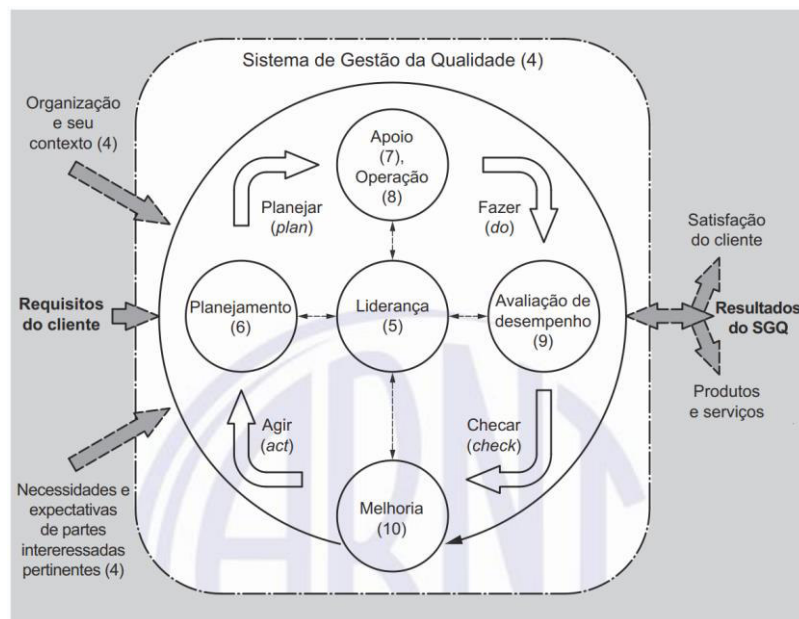 Sistema de Gestão da Qualidade (4)
Organização
e seu
contexto (4)
Apoio
(7),
Operação
(8)
Planejar
(plan)
Fazer
(do)
Satisfação
do cliente
Requisitos
do cliente
Planejamento
(6)
Liderança
(5)
Avaliação de
desempenho
(9)
Resultados
do SGQ
Produtos
e serviços
Agir
(act)
Checar
(check)
Necessidades e
expectativas
de partes
intereressadas
pertinentes (4)
Melhoria
(10)
ABNT